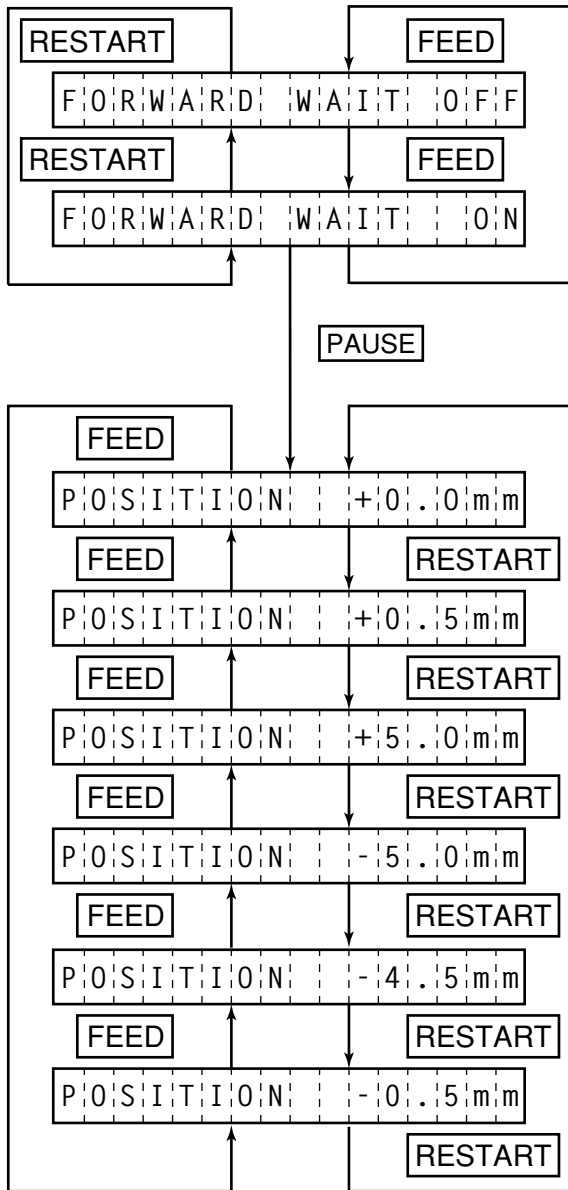 RESTART FEED
FORWARD WAIT OFF
RESTART FEED
FORWARD WAIT ON
PAUSE
FEED
POSITION +0.0mm
FEED RESTART
POSITION +0.5mm
FEED RESTART
POSITION +5.0mm
FEED RESTART
POSITION -5.0mm
FEED RESTART
POSITION -4.5mm
FEED RESTART
POSITION -0.5mm
RESTART